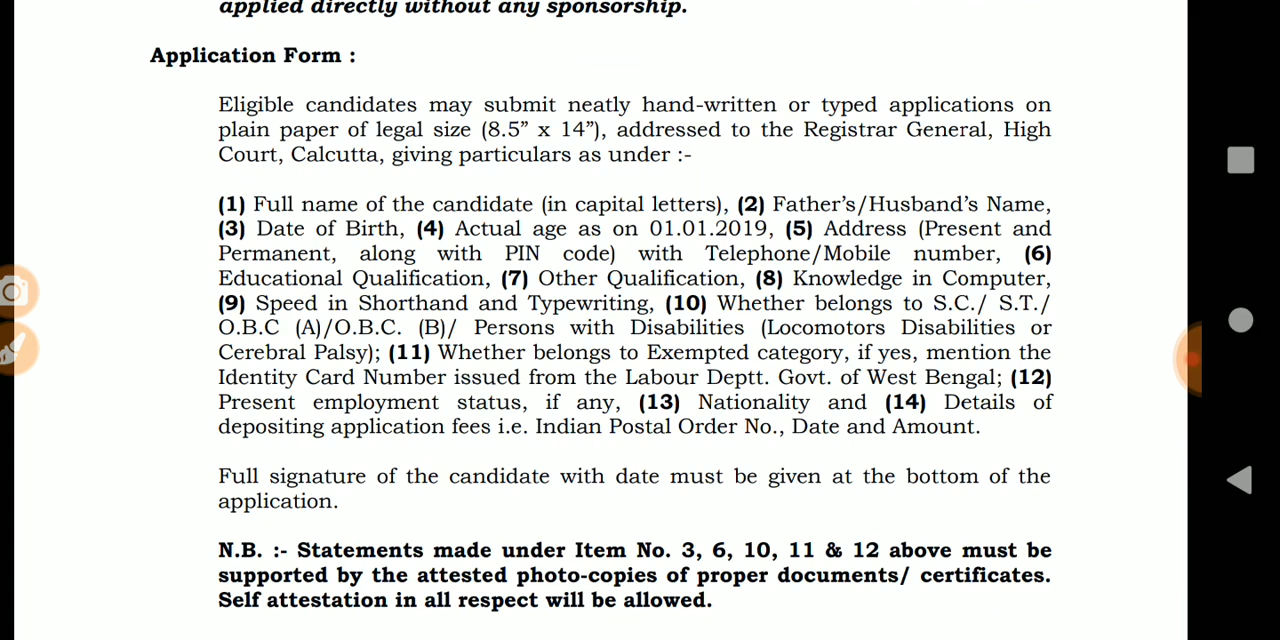 applied directly without any sponsorship.
Application Form :
Eligible candidates may submit neatly hand-written or typed applications on
plain paper of legal size (8.5” x 14”), addressed to the Registrar General, High
Court, Calcutta, giving particulars as under :-
(1) Full name of the candidate (in capital letters), (2) Father’s/Husband’s Name,
(3) Date of Birth, (4) Actual age as on 01.01.2019, (5) Address (Present and
Permanent, along with PIN code) with Telephone/Mobile number, (6)
Educational Qualification, (7) Other Qualification, (8) Knowledge in Computer,
(9) Speed in Shorthand and Typewriting, (10) Whether belongs to S.C./ S.T./
O.B.C (A)/O.B.C. (B)/ Persons with Disabilities (Locomotors Disabilities or
Cerebral Palsy); (11) Whether belongs to Exempted category, if yes, mention the
Identity Card Number issued from the Labour Deptt. Govt. of West Bengal; (12)
Present employment status, if any, (13) Nationality and (14) Details of
depositing application fees i.e. Indian Postal Order No., Date and Amount.
Full signature of the candidate with date must be given at the bottom of the
application.
N.B. :- Statements made under Item No. 3, 6, 10, 11 & 12 above must be
supported by the attested photo-copies of proper documents/ certificates.
Self attestation in all respect will be allowed.